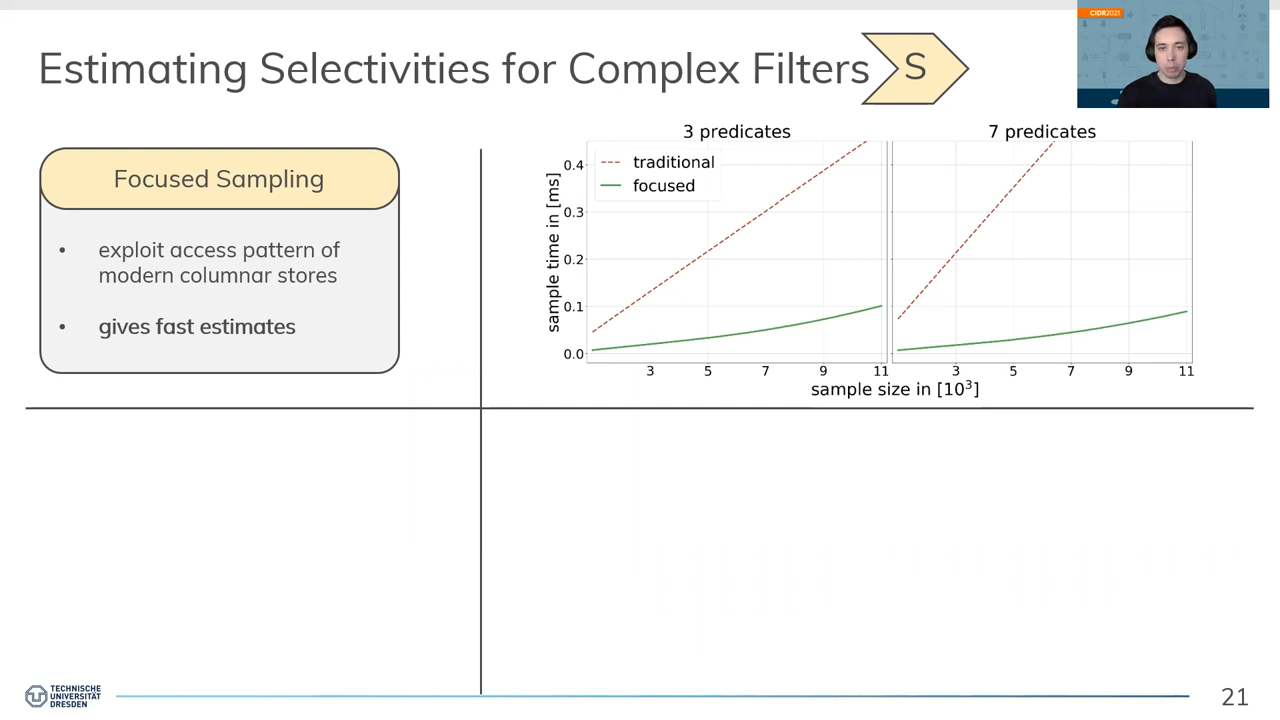 CIDR2021
Estimating Selectivities for Complex Filters
S
Focused Sampling
• exploit access pattern of
modern columnar stores
• gives fast estimates
3 predicates
7 predicates
traditional
focused
sample time in [ms]
0.4
0.3
0.2
0.1
0.0
3 5 7 9 11
3 5 7 9 11
sample size in [10³]
TECHNISCHE
UNIVERSITÄT
DRESDEN
21